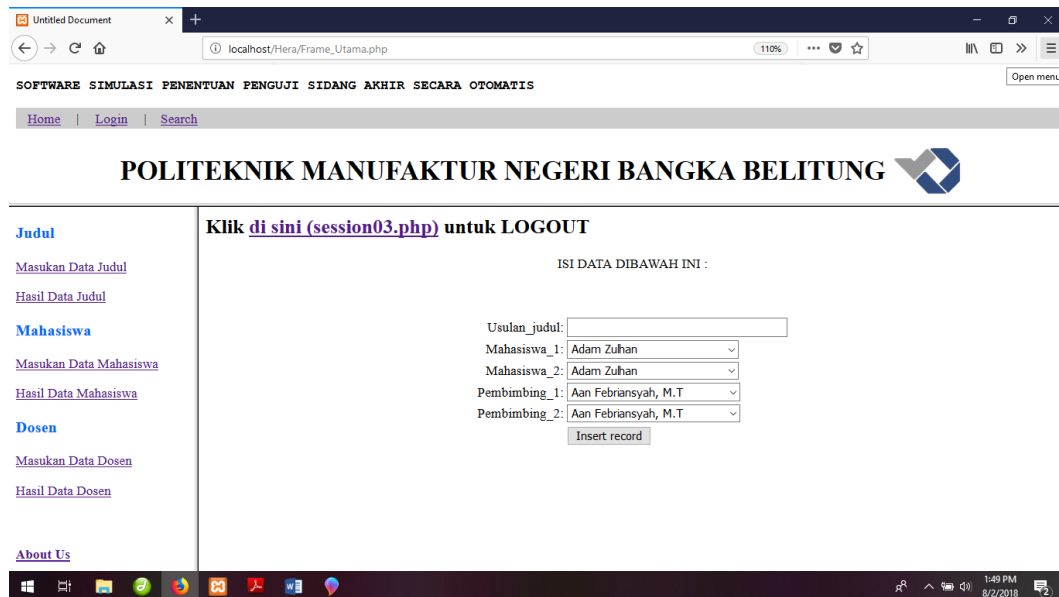 Untitled Document
localhost/Hera/Frame_Utama.php
110%
Open menu
SOFTWARE SIMULASI PENENTUAN PENGUJI SIDANG AKHIR SECARA OTOMATIS
Home | Login | Search
POLITEKNIK MANUFAKTUR NEGERI BANGKA BELITUNG
Judul
Masukan Data Judul
Hasil Data Judul
Mahasiswa
Masukan Data Mahasiswa
Hasil Data Mahasiswa
Dosen
Masukan Data Dosen
Hasil Data Dosen
About Us
Klik di sini (session03.php) untuk LOGOUT
ISI DATA DIBAWAH INI :
Usulan_judul:
Mahasiswa_1: Adam Zulhan
Mahasiswa_2: Adam Zulhan
Pembimbing_1: Aan Febriansyah, M.T
Pembimbing_2: Aan Febriansyah, M.T
Insert record
1:49 PM
8/2/2018